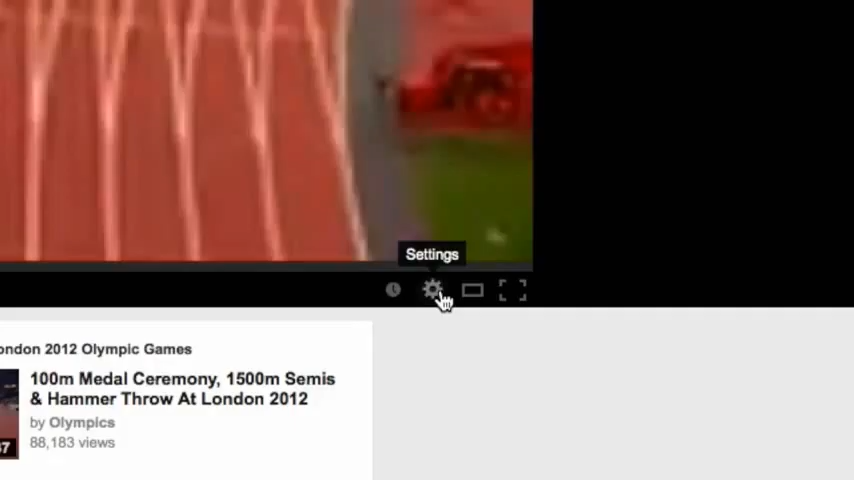 Settings
ondon 2012 Olympic Games
100m Medal Ceremony, 1500m Semis
& Hammer Throw At London 2012
by Olympics
88,183 views
7